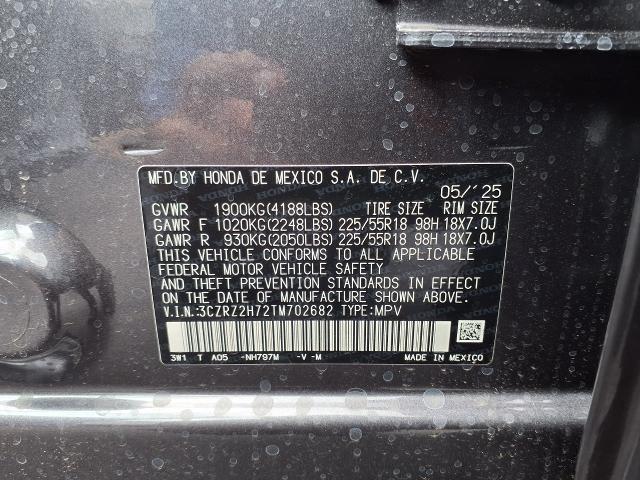 MFD.BY HONDA DE MEXICO S.A. DE C.V.
05/'25
GVWR 1900KG(4188LBS) TIRE SIZE RIM SIZE
GAWR F 1020KG(2248LBS) 225/55R18 98H 18X7.0J
GAWR R 930KG(2050LBS) 225/55R18 98H 18X7.0J
THIS VEHICLE CONFORMS TO ALL APPLICABLE
FEDERAL MOTOR VEHICLE SAFETY
AND THEFT PREVENTION STANDARDS IN EFFECT ON
THE DATE OF MANUFACTURE SHOWN ABOVE.
V.I.N:3CZRZ2H72TM702682 TYPE:MPV
3W1 T A05 -NH797M -V -M MADE IN MEXICO